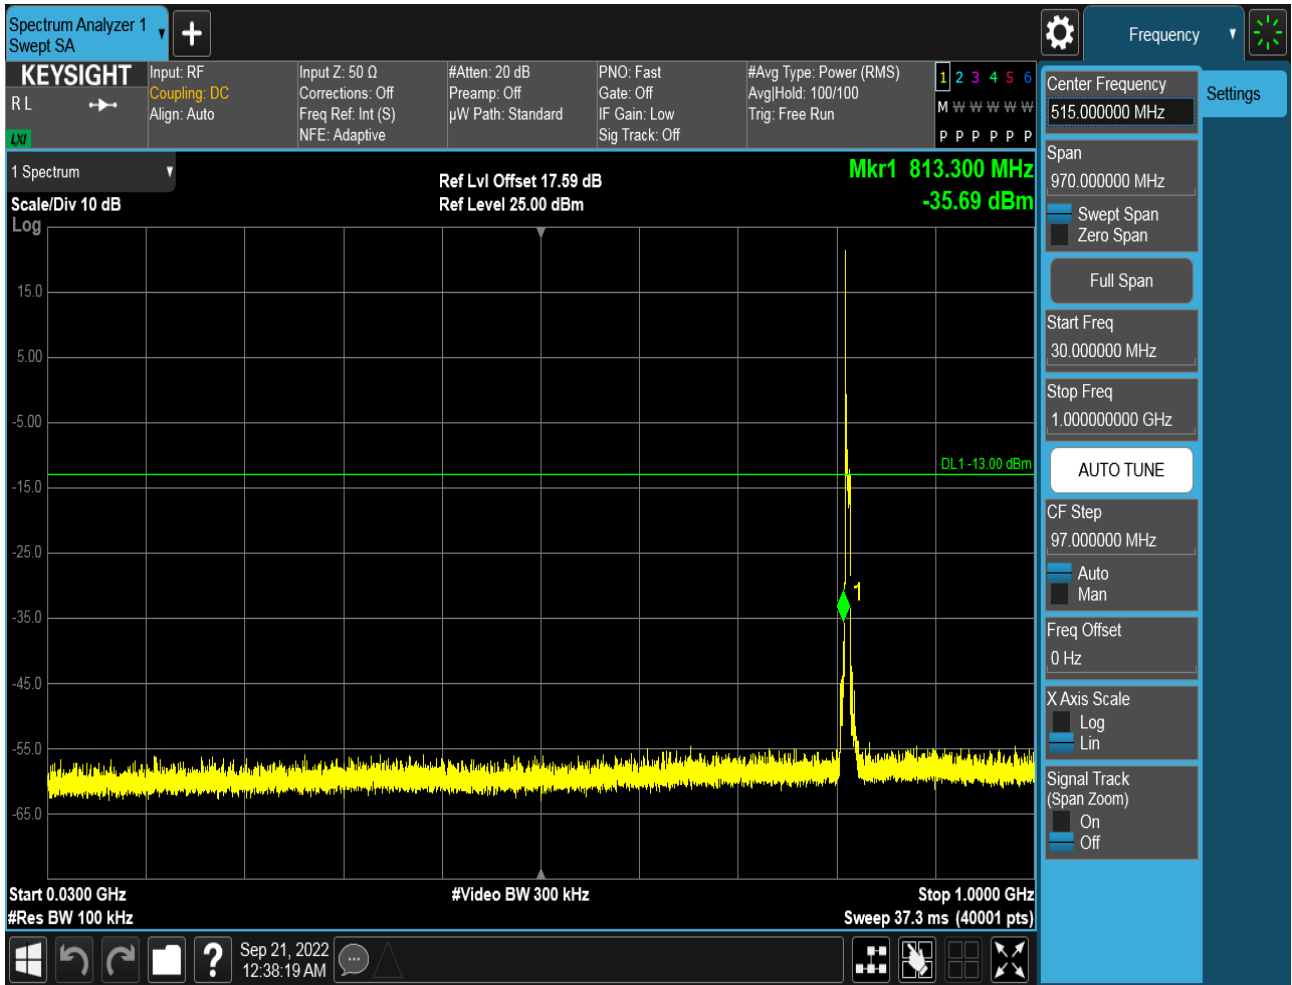 Spectrum Analyzer 1
Swept SA
Frequency
KEYSIGHT
R L
LXI
Input: RF
Coupling: DC
Align: Auto
Input Z: 50 Ω
Corrections: Off
Freq Ref: Int (S)
NFE: Adaptive
#Atten: 20 dB
Preamp: Off
µW Path: Standard
PNO: Fast
Gate: Off
IF Gain: Low
Sig Track: Off
#Avg Type: Power (RMS)
Avg|Hold: 100/100
Trig: Free Run
1 2 3 4 5 6
M W W W W W
P P P P P P
1 Spectrum
Scale/Div 10 dB
Log
Ref Lvl Offset 17.59 dB
Ref Level 25.00 dBm
Mkr1 813.300 MHz
-35.69 dBm
15.0
5.00
-5.00
-15.0
-25.0
-35.0
-45.0
-55.0
-65.0
DL1 -13.00 dBm
1
Start 0.0300 GHz
#Res BW 100 kHz
#Video BW 300 kHz
Stop 1.0000 GHz
Sweep 37.3 ms (40001 pts)
Center Frequency
515.000000 MHz
Settings
Span
970.000000 MHz
Swept Span
Zero Span
Full Span
Start Freq
30.000000 MHz
Stop Freq
1.000000000 GHz
AUTO TUNE
CF Step
97.000000 MHz
Auto
Man
Freq Offset
0 Hz
X Axis Scale
Log
Lin
Signal Track
(Span Zoom)
On
Off
?
Sep 21, 2022
12:38:19 AM